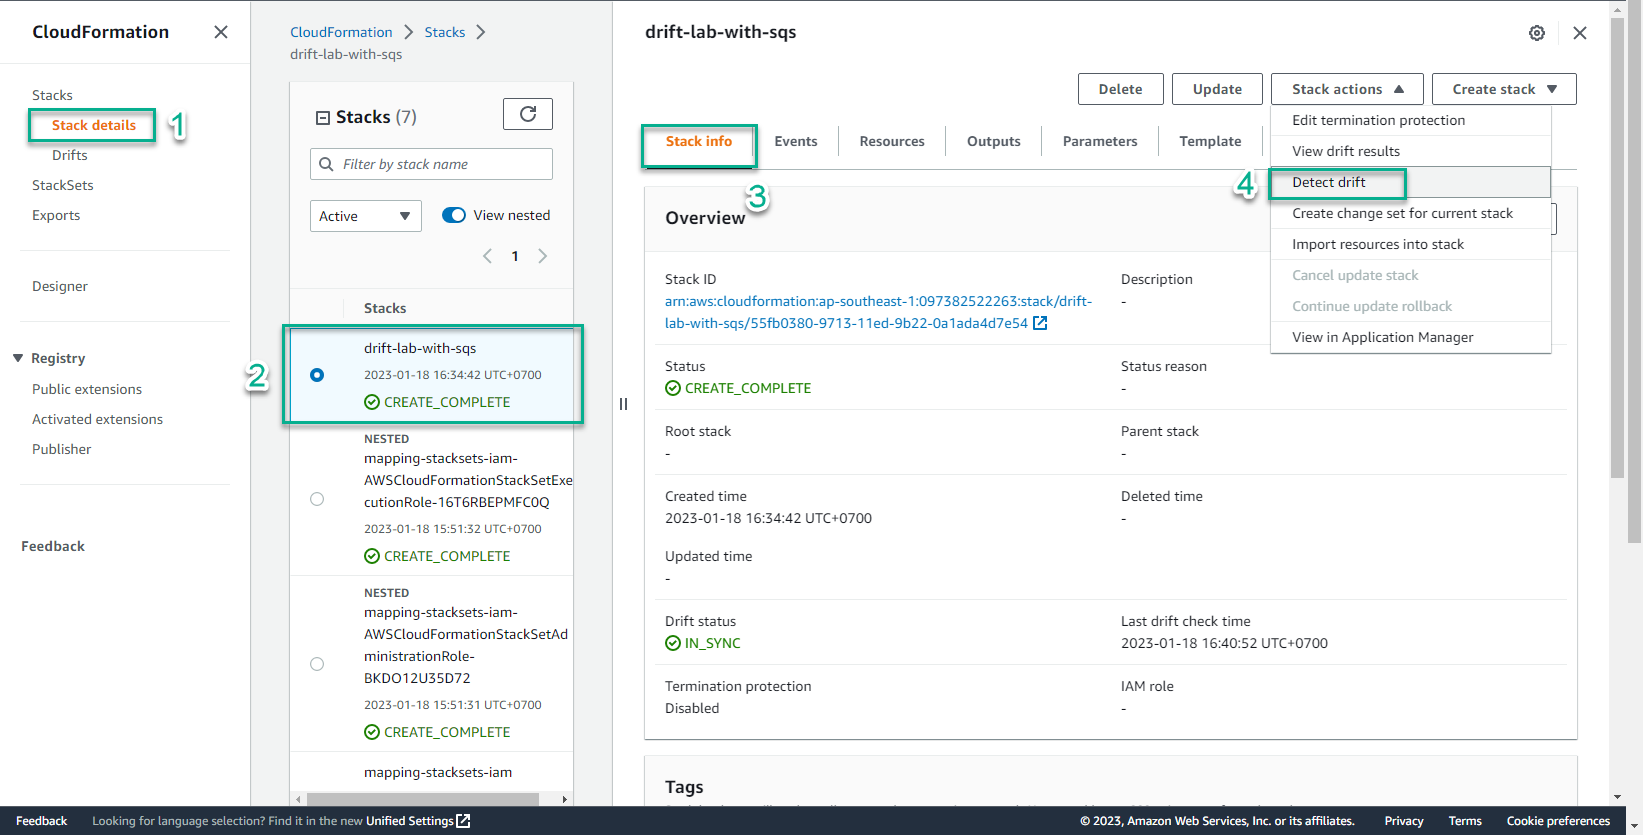 CloudFormation
Stacks
Stack details
1
Drifts
StackSets
Exports
Designer
Registry
Public extensions
Activated extensions
Publisher
Feedback
CloudFormation
Stacks
drift-lab-with-sqs
Stacks (7)
Filter by stack name
Active
View nested
1
Stacks
2
drift-lab-with-sqs
2023-01-18 16:34:42 UTC+0700
CREATE_COMPLETE
NESTED
mapping-stacksets-iam-
AWSCloudFormationStackSetExe
cutionRole-16T6RBEPMFC0Q
2023-01-18 15:51:32 UTC+0700
CREATE_COMPLETE
NESTED
mapping-stacksets-iam-
AWSCloudFormationStackSetAd
ministrationRole-
BKDO12U35D72
2023-01-18 15:51:31 UTC+0700
CREATE_COMPLETE
mapping-stacksets-iam
drift-lab-with-sqs
Delete
Update
Stack actions
Create stack
Edit termination protection
View drift results
4
Detect drift
Create change set for current stack
Import resources into stack
Cancel update stack
Continue update rollback
View in Application Manager
Stack info
Events
Resources
Outputs
Parameters
Template
3
Overview
Stack ID
arn:aws:cloudformation:ap-southeast-1:097382522263:stack/drift-
lab-with-sqs/55fb0380-9713-11ed-9b22-0a1ada4d7e54
Description
-
Status
CREATE_COMPLETE
Status reason
-
Root stack
-
Parent stack
-
Created time
2023-01-18 16:34:42 UTC+0700
Deleted time
-
Updated time
-
Drift status
IN_SYNC
Last drift check time
2023-01-18 16:40:52 UTC+0700
Termination protection
Disabled
IAM role
-
Tags
Feedback
Looking for language selection? Find it in the new Unified Settings
© 2023, Amazon Web Services, Inc. or its affiliates.
Privacy
Terms
Cookie preferences